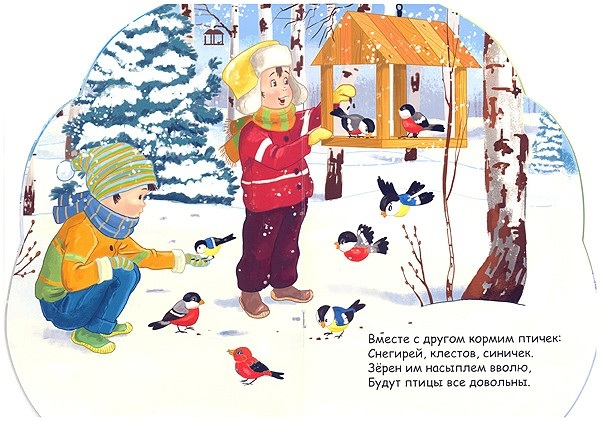 Вместе с другом кормим птичек:
Снегирей, клестов, синичек.
Зёрен им насыплем вволю,
Будут птицы все довольны.